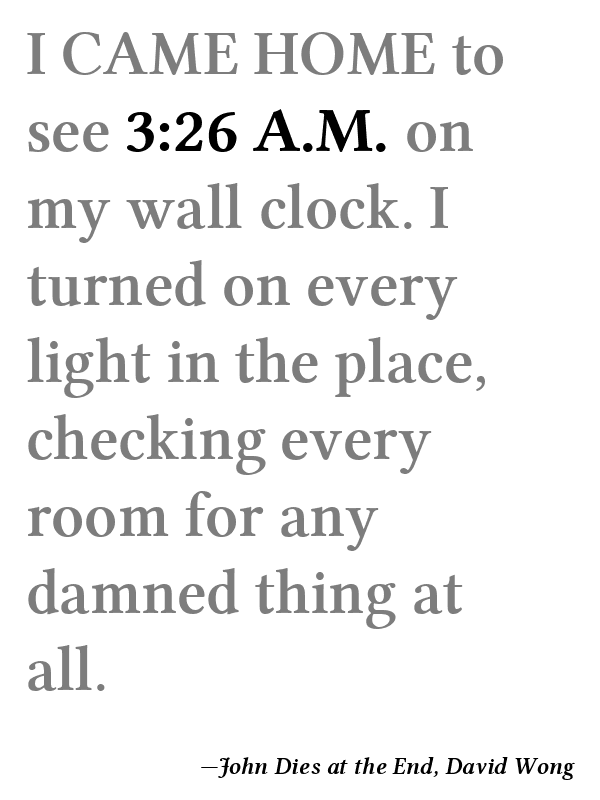 I CAME HOME to
see 3:26 A.M. on
my wall clock. I
turned on every
light in the place,
checking every
room for any
damned thing at
all.
—John Dies at the End, David Wong